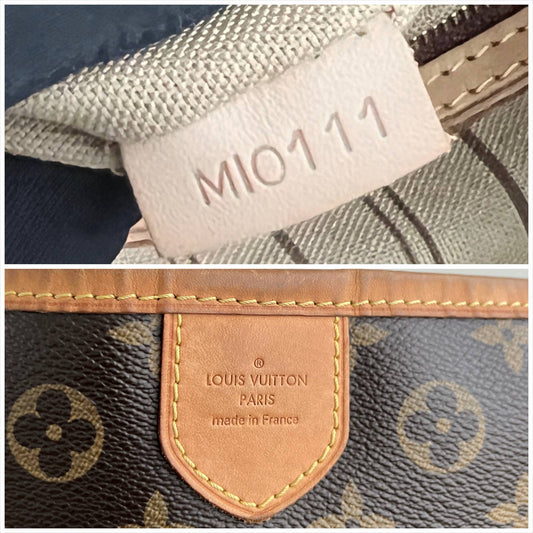 MI0111
®
LOUIS VUITTON
PARIS
made in France